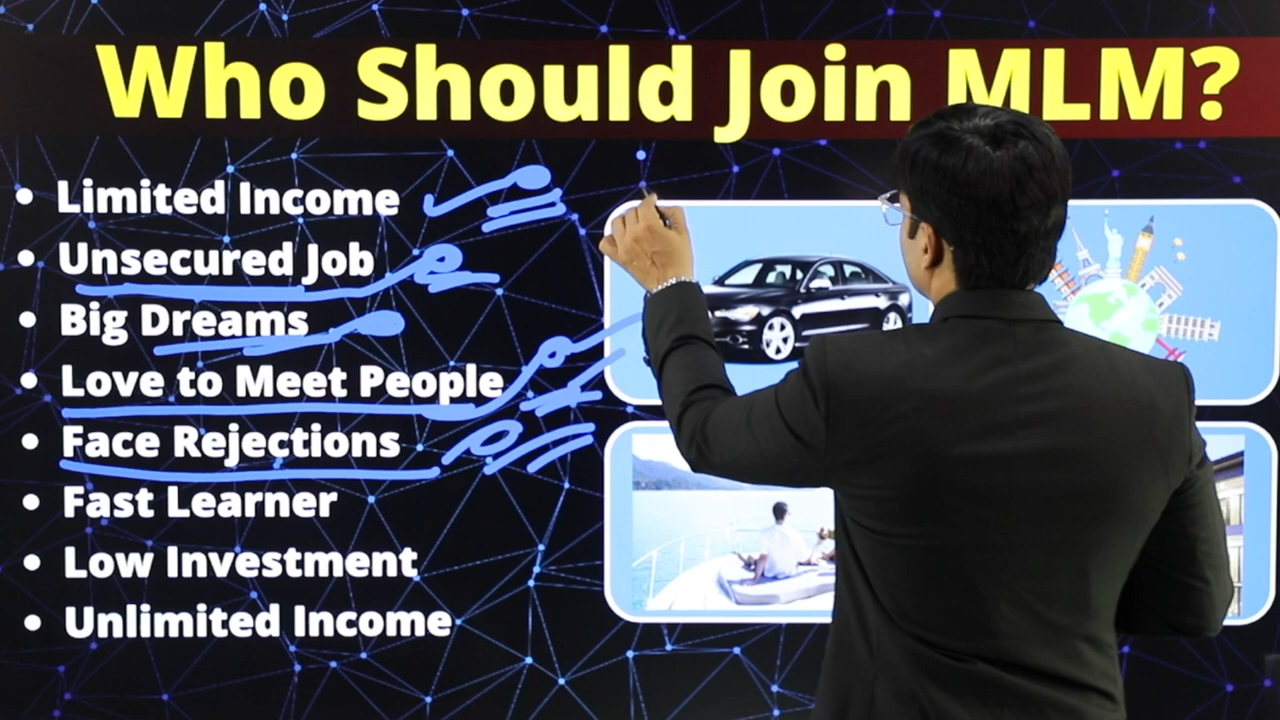 Who Should Join MLM?
• Limited Income
• Unsecured Job
• Big Dreams
• Love to Meet People
• Face Rejections
• Fast Learner
• Low Investment
• Unlimited Income